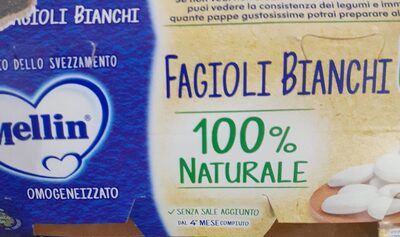 FAGIOLI BIANCHI
IO DELLO SVEZZAMENTO
Mellin
OMOGENEIZZATO
puoi vedere la consistenza dei legumi e imm
quante pappe gustosissime potrai preparare al
FAGIOLI BIANCHI
100%
NATURALE
✓ SENZA SALE AGGIUNTO
DAL 4° MESE COMPIUTO